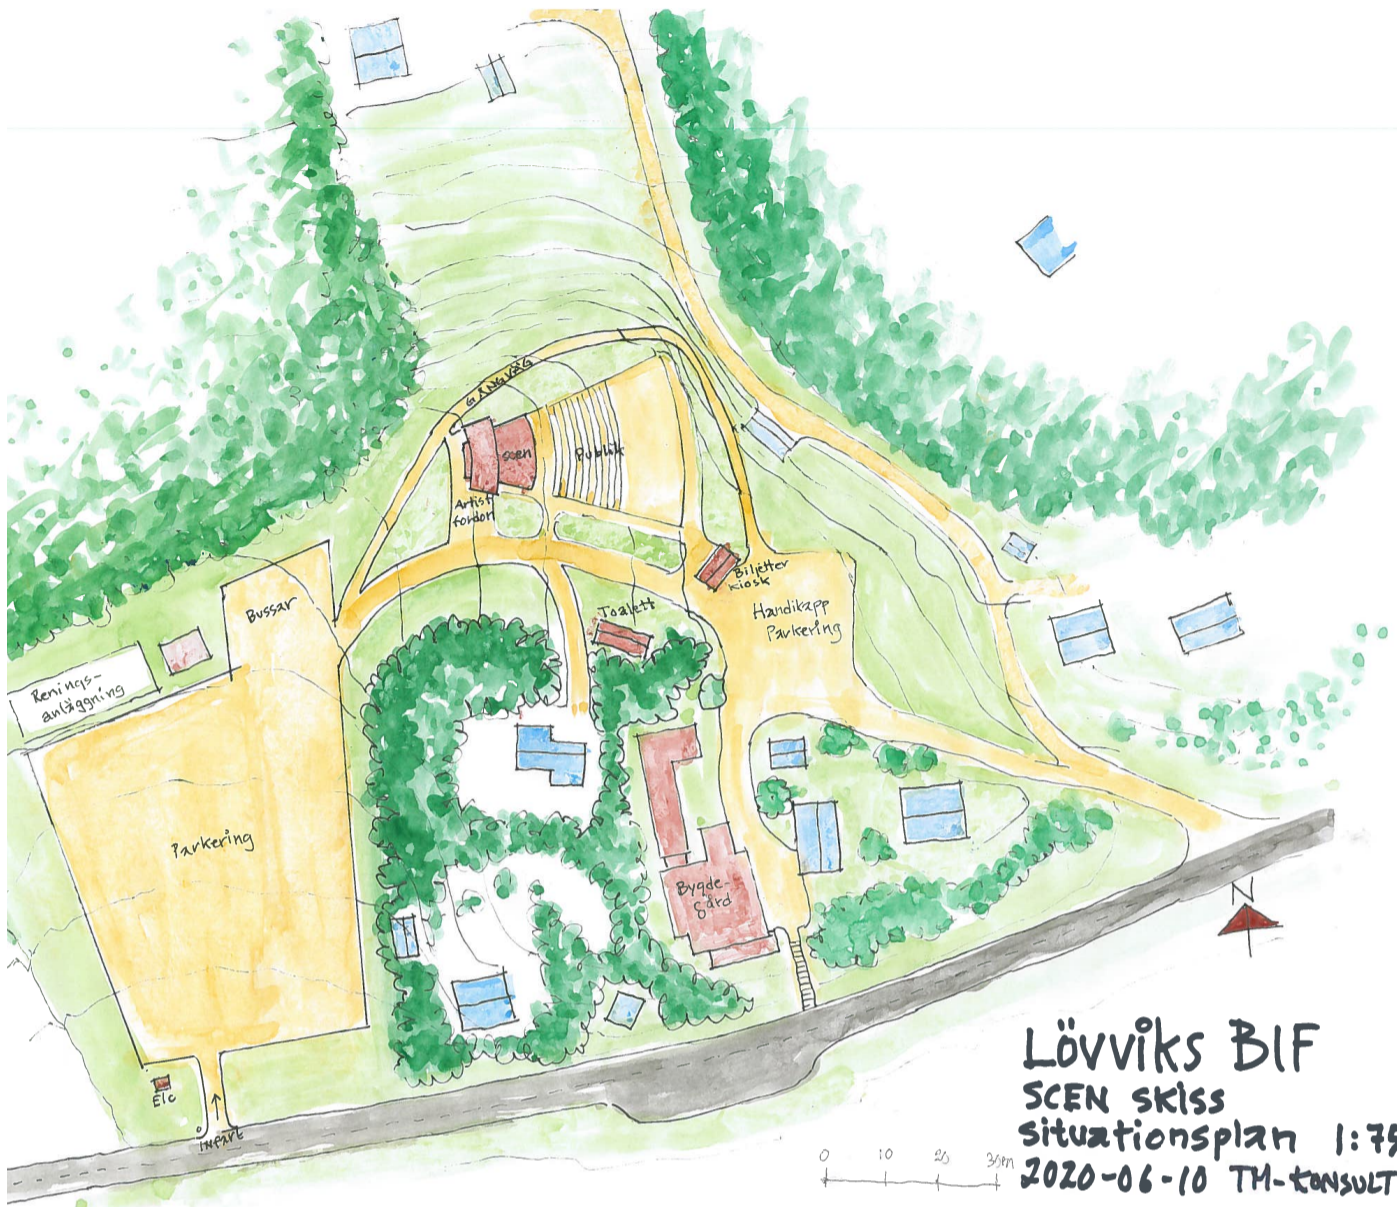 GÅNGVÄG
Scen
Publik
Artist
fordon
Biljetter
Kiosk
Bussar
Toalett
Handikapp
Parkering
Renings-
anläggning
Parkering
Bygde-
gård
N
Elc
Infart
0 10 20 30m
Lövviks BIF
SCEN SKISS
situationsplan 1:75
2020-06-10 TM-KONSULT